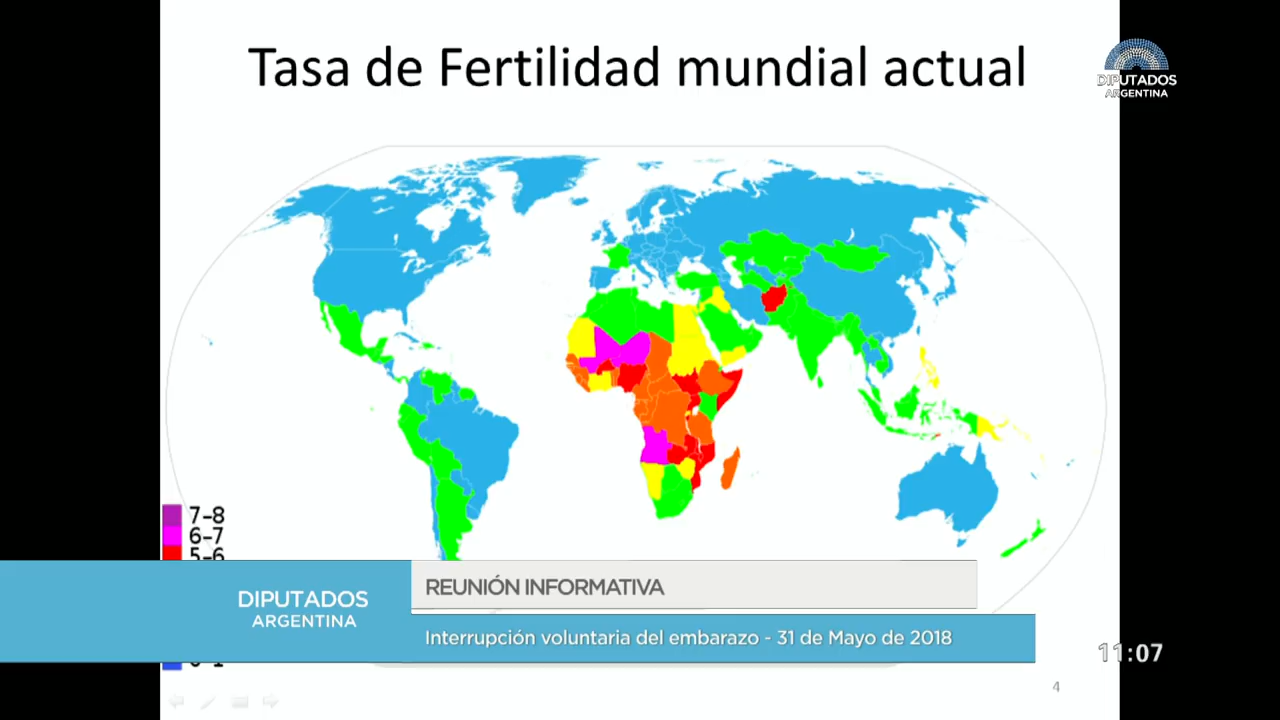 Tasa de Fertilidad mundial actual
DIPUTADOS
ARGENTINA
7-8
6-7
5-6
DIPUTADOS
ARGENTINA
REUNIÓN INFORMATIVA
Interrupción voluntaria del embarazo - 31 de Mayo de 2018
11:07
4